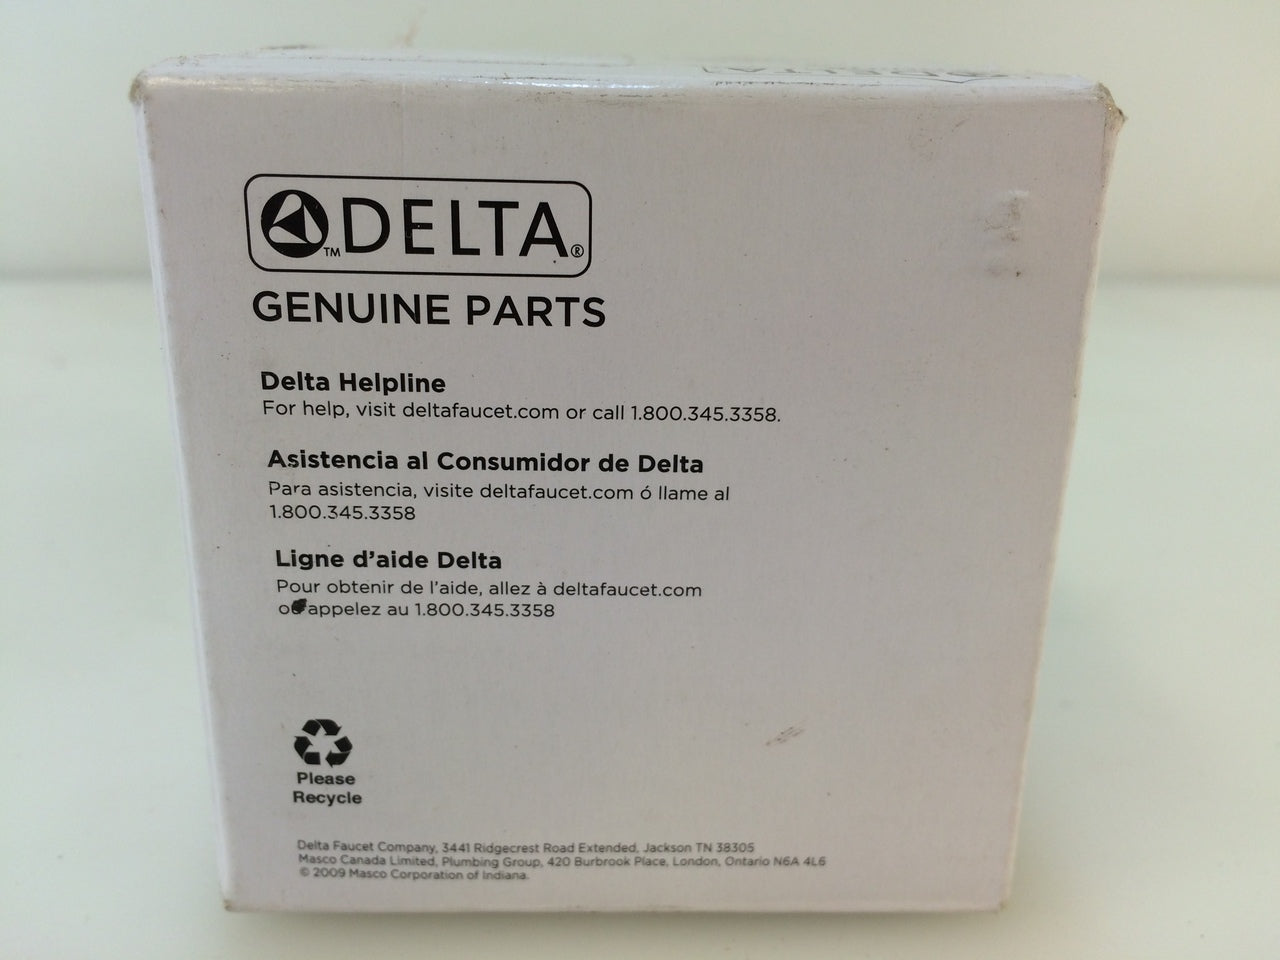 DELTA
™DELTA®
GENUINE PARTS
Delta Helpline
For help, visit deltafaucet.com or call 1.800.345.3358.
Asistencia al Consumidor de Delta
Para asistencia, visite deltafaucet.com ó llame al
1.800.345.3358
Ligne d'aide Delta
Pour obtenir de l'aide, allez à deltafaucet.com
ou appelez au 1.800.345.3358
Please
Recycle
Delta Faucet Company, 3441 Ridgecrest Road Extended, Jackson TN 38305
Masco Canada Limited, Plumbing Group, 420 Burbrook Place, London, Ontario N6A 4L6
© 2009 Masco Corporation of Indiana.